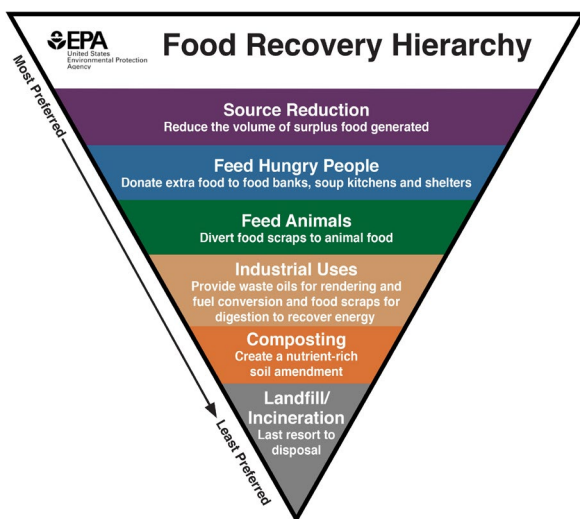 EPA
United States
Environmental Protection
Agency
Food Recovery Hierarchy
Most Preferred
Source Reduction
Reduce the volume of surplus food generated
Feed Hungry People
Donate extra food to food banks, soup kitchens and shelters
Feed Animals
Divert food scraps to animal food
Industrial Uses
Provide waste oils for rendering and
fuel conversion and food scraps for
digestion to recover energy
Composting
Create a nutrient-rich
soil amendment
Landfill/
Incineration
Last resort to
disposal
Least Preferred